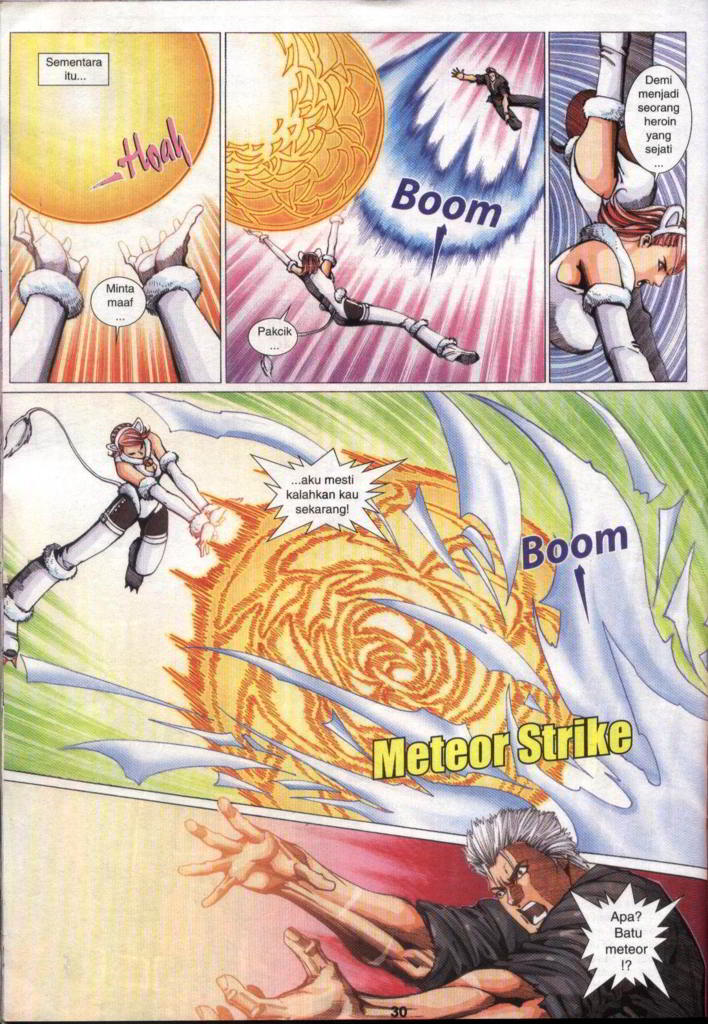 Sementara
itu...
Hoah
Minta
maaf
...
Boom
Pakcik
...
Demi
menjadi
seorang
heroin
yang
sejati
...
...aku mesti
kalahkan kau
sekarang!
Boom
Meteor Strike
Apa?
Batu
meteor
!?
30